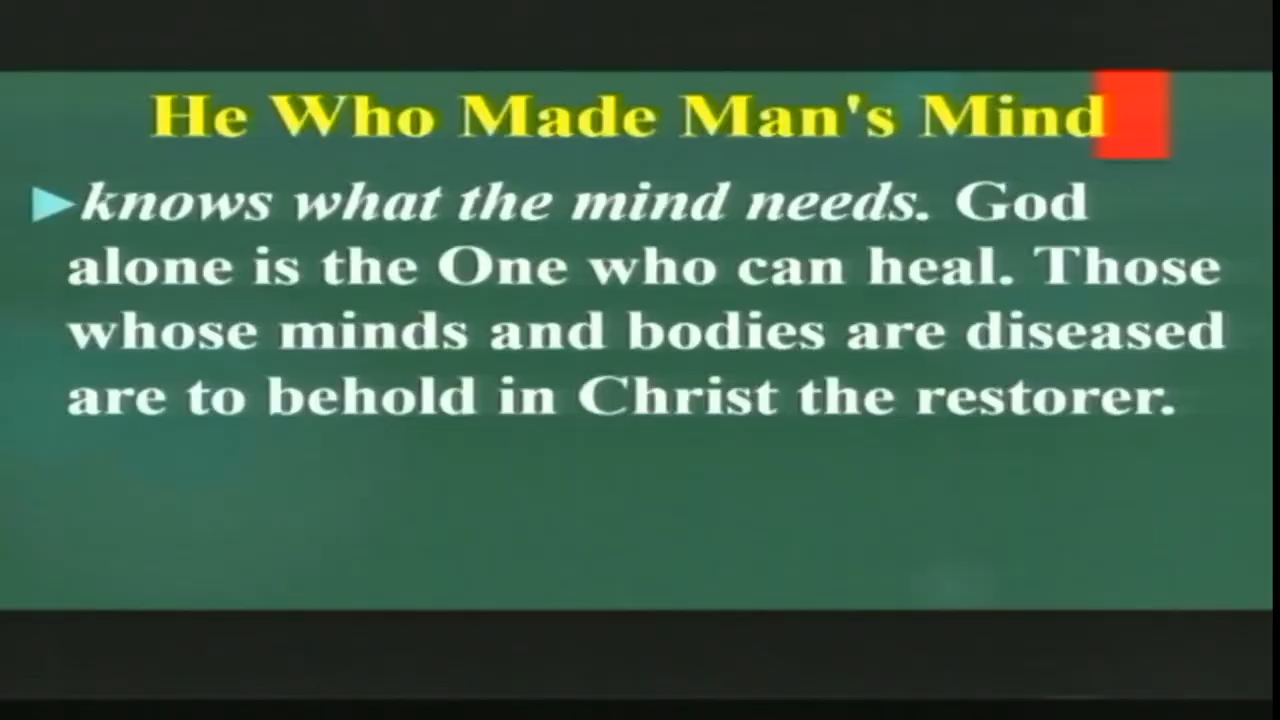 He Who Made Man's Mind
knows what the mind needs. God
alone is the One who can heal. Those
whose minds and bodies are diseased
are to behold in Christ the restorer.